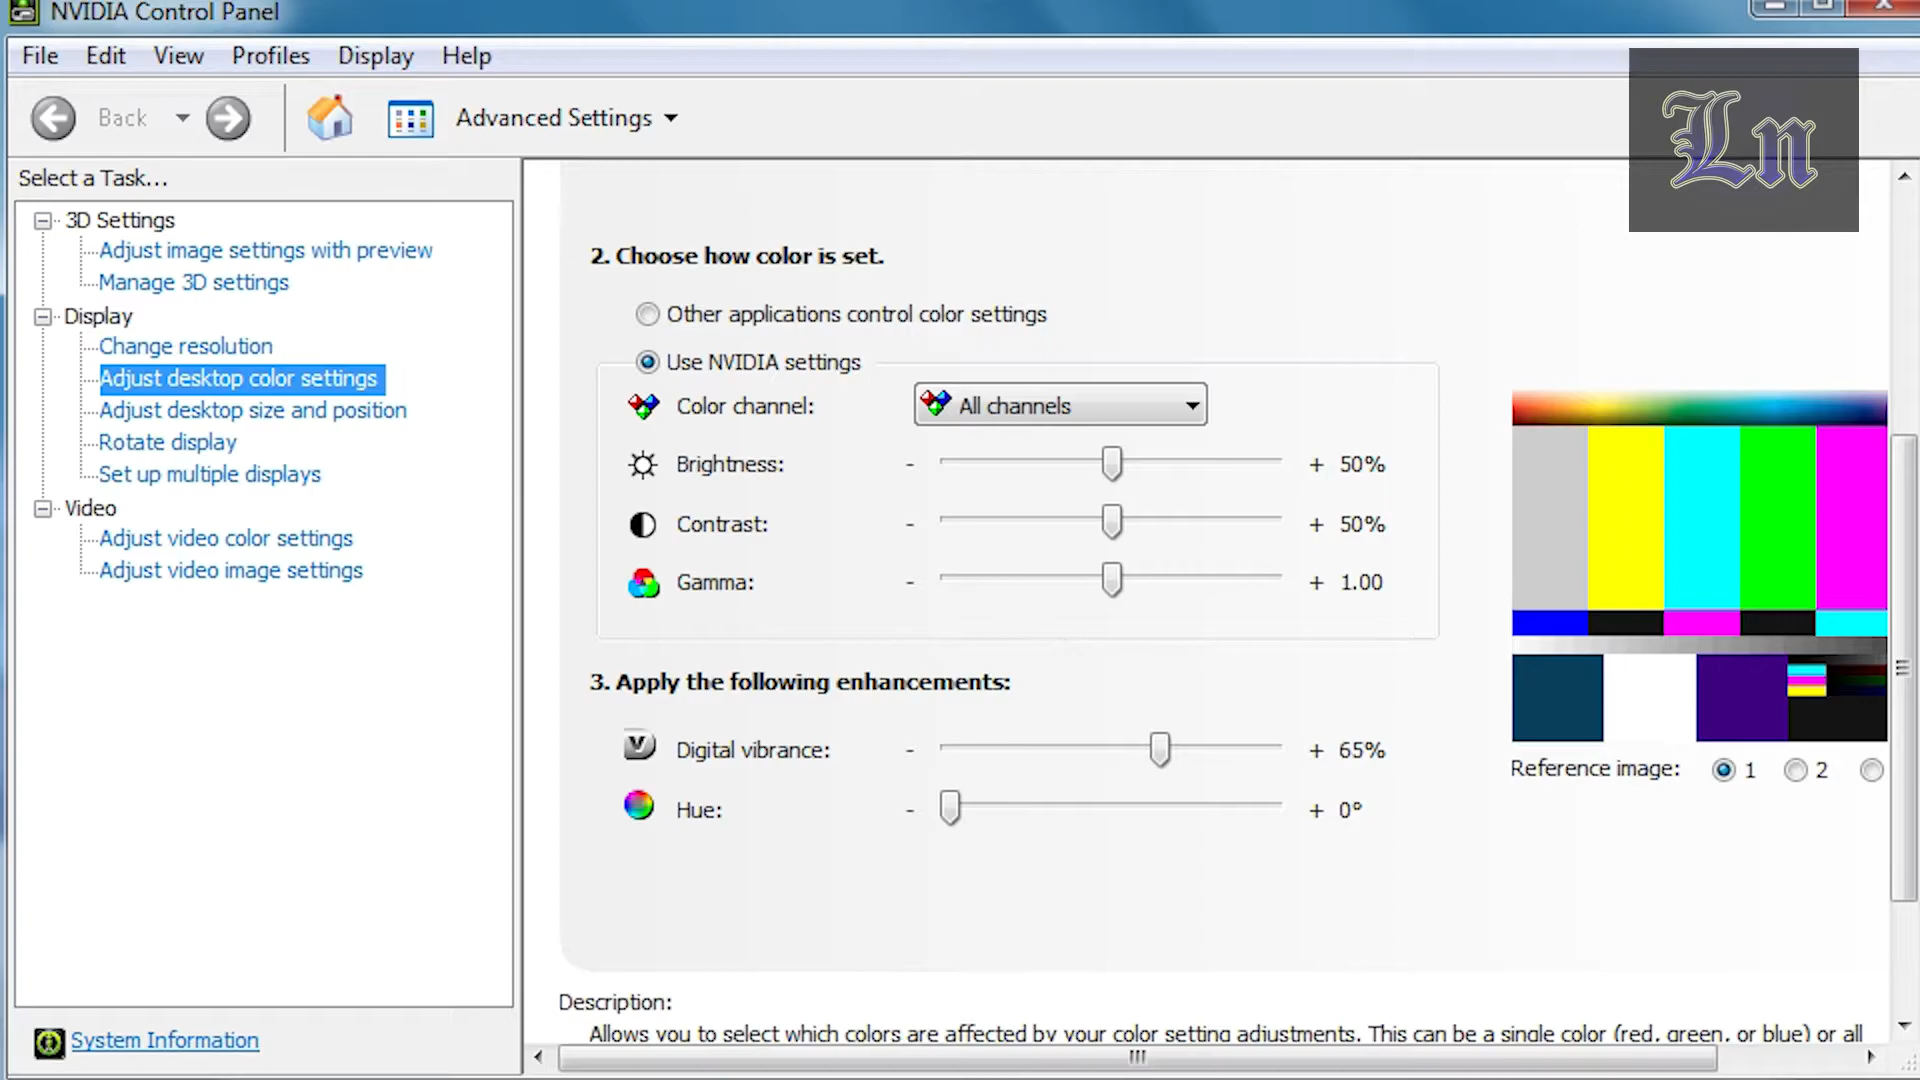 NVIDIA Control Panel
File Edit View Profiles Display Help
Back
Advanced Settings
Ln
Select a Task...
3D Settings
Adjust image settings with preview
Manage 3D settings
Display
Change resolution
Adjust desktop color settings
Adjust desktop size and position
Rotate display
Set up multiple displays
Video
Adjust video color settings
Adjust video image settings
System Information
2. Choose how color is set.
Other applications control color settings
Use NVIDIA settings
Color channel: All channels
Brightness: - + 50%
Contrast: - + 50%
Gamma: - + 1.00
3. Apply the following enhancements:
Digital vibrance: - + 65%
Hue: - + 0°
Reference image: 1 2
Description:
Allows you to select which colors are affected by your color setting adjustments. This can be a single color (red, green, or blue) or all